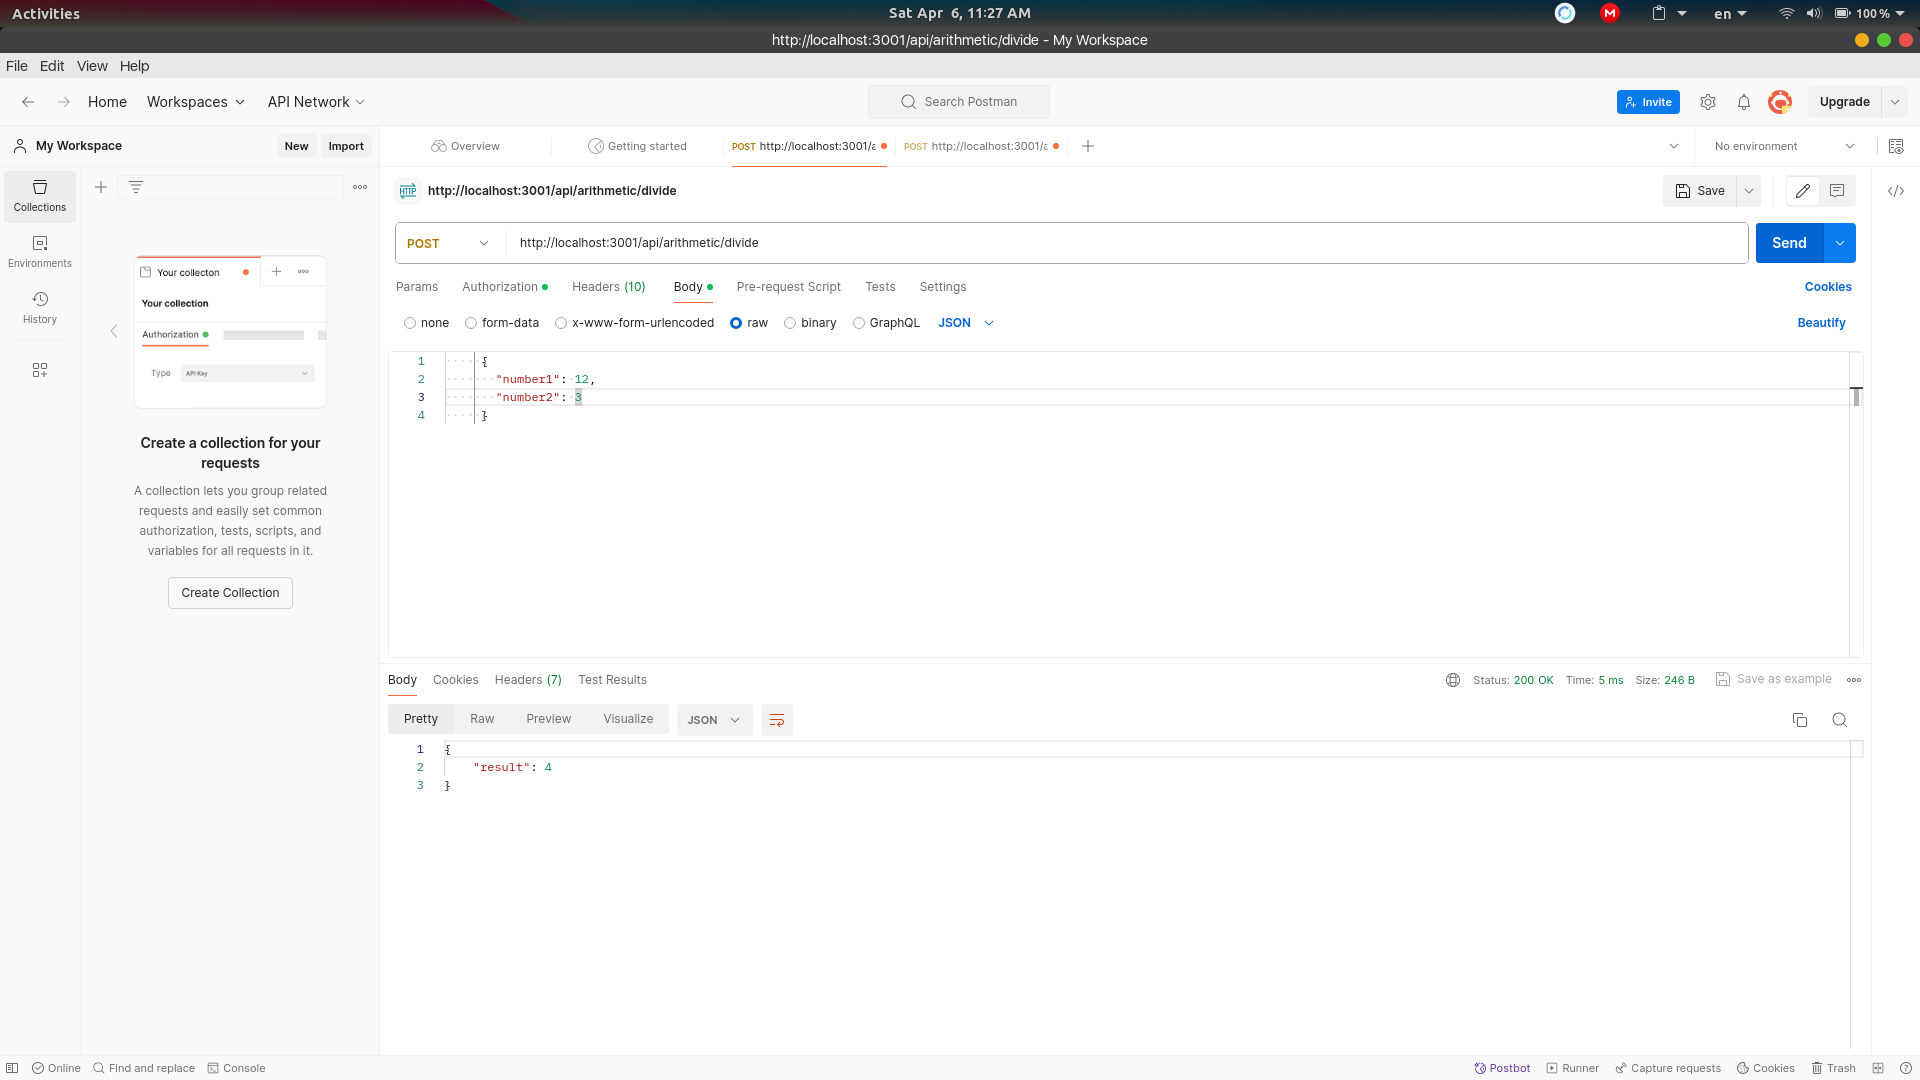 Activities
Sat Apr 6, 11:27 AM
en
100 %
http://localhost:3001/api/arithmetic/divide - My Workspace
File Edit View Help
Home Workspaces API Network
Search Postman
Invite
Upgrade
My Workspace
New Import
Overview
Getting started
POST http://localhost:3001/a
POST http://localhost:3001/a
No environment
Collections
Environments
History
Your collecton
Your collection
Authorization
Type API Key
Create a collection for your
requests
A collection lets you group related
requests and easily set common
authorization, tests, scripts, and
variables for all requests in it.
Create Collection
HTTP http://localhost:3001/api/arithmetic/divide
Save
POST http://localhost:3001/api/arithmetic/divide
Send
Params Authorization Headers (10) Body Pre-request Script Tests Settings
Cookies
none form-data x-www-form-urlencoded raw binary GraphQL JSON
Beautify
1 {
2 "number1": 12,
3 "number2": 3
4 }
Body Cookies Headers (7) Test Results
Status: 200 OK Time: 5 ms Size: 246 B Save as example
Pretty Raw Preview Visualize JSON
1 {
2 "result": 4
3 }
Online Find and replace Console
Postbot Runner Capture requests Cookies Trash